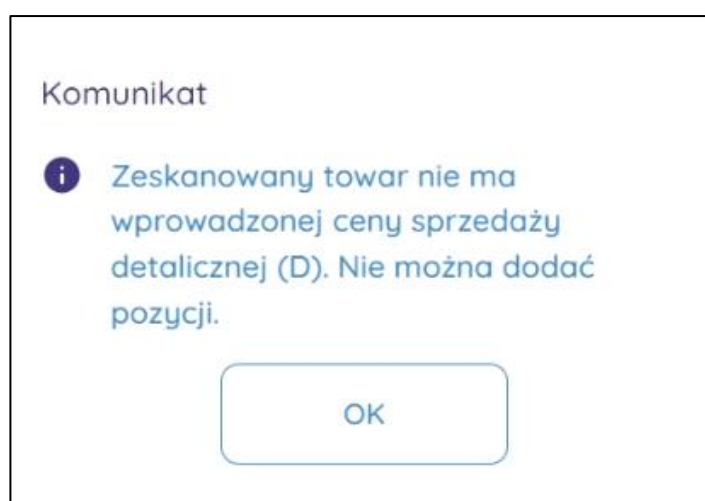 Komunikat
Zeskanowany towar nie ma
wprowadzonej ceny sprzedaży
detalicznej (D). Nie można dodać
pozycji.
OK